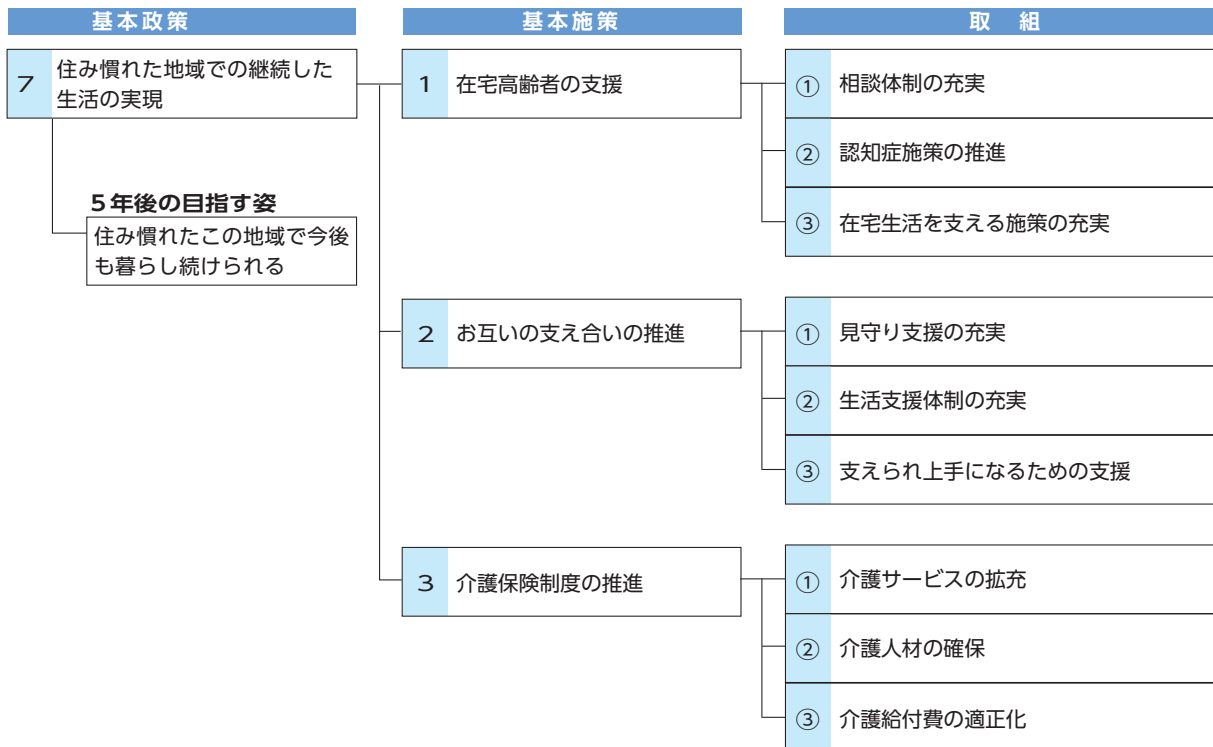 基本政策
基本施策
取 組
7 住み慣れた地域での継続した
生活の実現
5年後の目指す姿
住み慣れたこの地域で今後
も暮らし続けられる
1 在宅高齢者の支援
① 相談体制の充実
② 認知症施策の推進
③ 在宅生活を支える施策の充実
2 お互いの支え合いの推進
① 見守り支援の充実
② 生活支援体制の充実
③ 支えられ上手になるための支援
3 介護保険制度の推進
① 介護サービスの拡充
② 介護人材の確保
③ 介護給付費の適正化